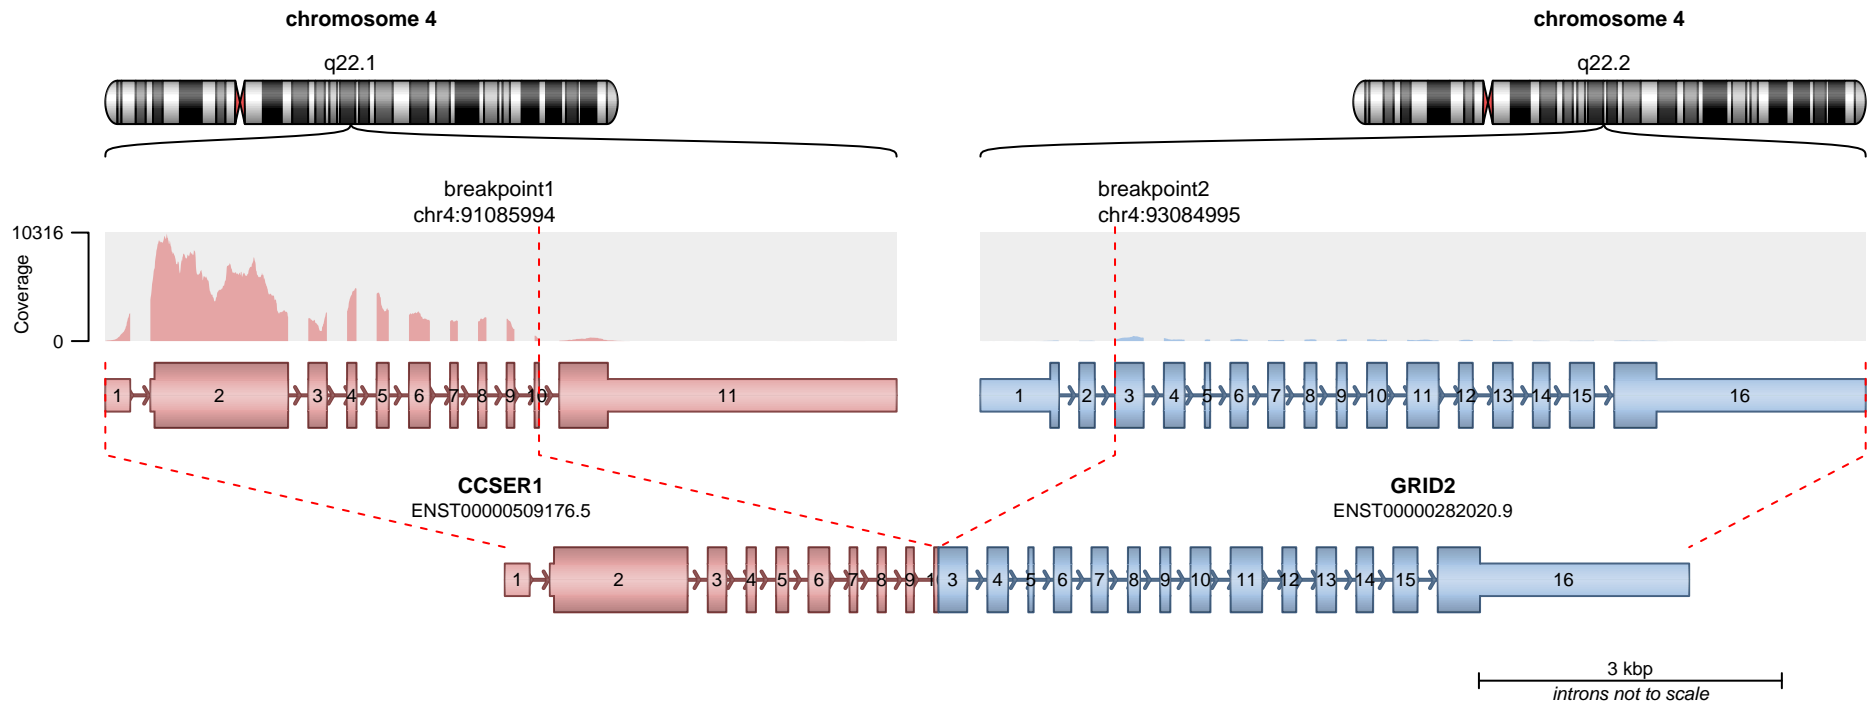 chromosome 4
chromosome 4
q22.1
q22.2
breakpoint1
chr4:91085994
breakpoint2
chr4:93084995
10316
Coverage
0
1 2 3 4 5 6 7 8 9 10 11
1 2 3 4 5 6 7 8 9 10 11 12 13 14 15 16
CCSER1
ENST00000509176.5
GRID2
ENST00000282020.9
1 2 3 4 5 6 7 8 9 1 3 4 5 6 7 8 9 10 11 12 13 14 15 16
3 kbp
introns not to scale